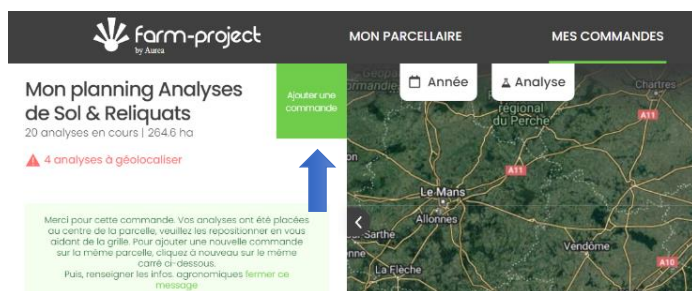 farm-project
by Aurea
MON PARCELLAIRE
MES COMMANDES
Mon planning Analyses
de Sol & Reliquats
20 analyses en cours | 264.6 ha
4 analyses à géolocaliser
Ajouter une
commande
Merci pour cette commande. Vos analyses ont été placées
au centre de la parcelle, veuillez les repositionner en vous
aidant de la grille. Pour ajouter une nouvelle commande
sur la même parcelle, cliquez à nouveau sur le même
carré ci-dessous.
Puis, renseigner les infos. agronomiques fermer ce
message
Année
Analyse
Chartres
régional
du Perche
A11
A11
Le Mans
Allonnes
Sarthe
Vendôme
La Flèche
A10